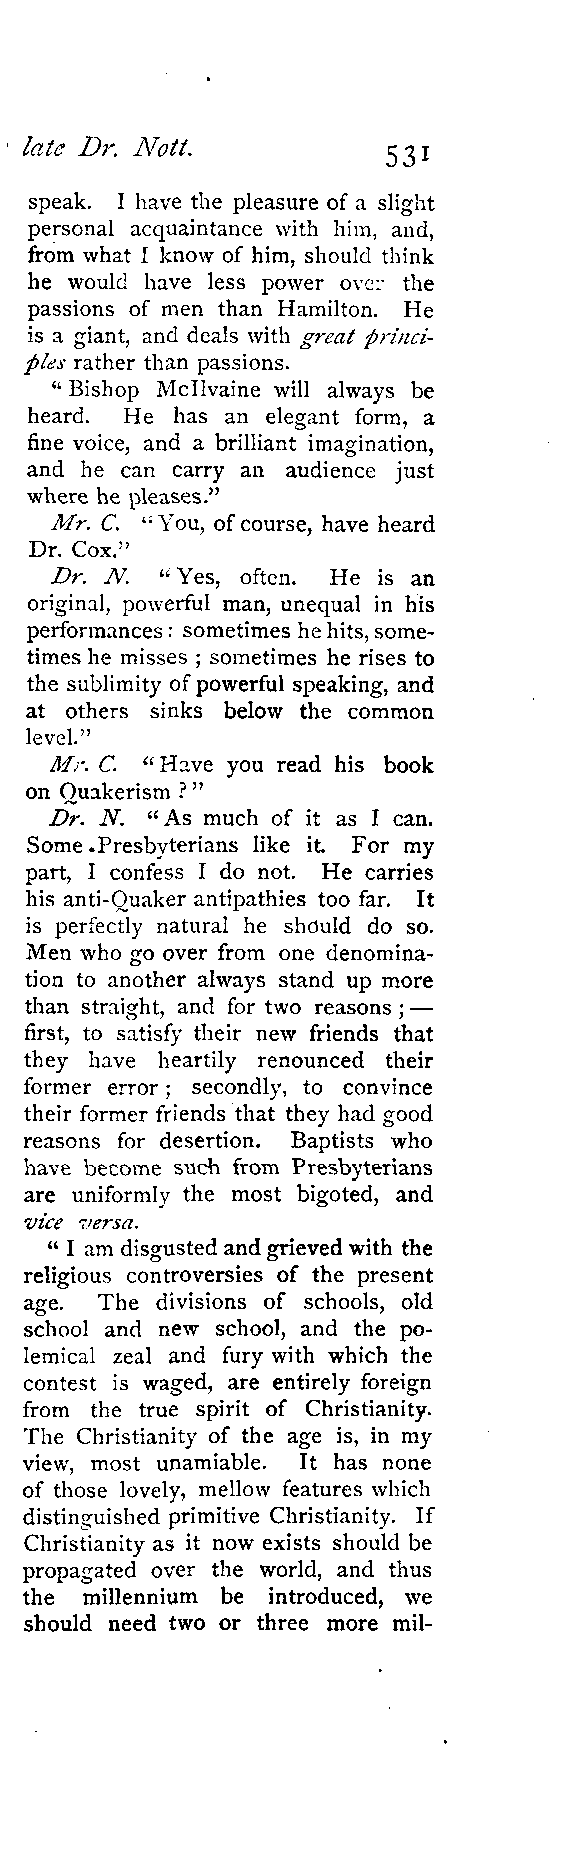 late Dr. Nott. 531
speak. I have the pleasure of a slight
personal acquaintance with him, and,
from what I know of him, should think
he would have less power over the
passions of men than Hamilton. He
is a giant, and deals with great princi-
ples rather than passions.
“ Bishop McIlvaine will always be
heard. He has an elegant form, a
fine voice, and a brilliant imagination,
and he can carry an audience just
where he pleases.”
Mr. C. “ You, of course, have heard
Dr. Cox.”
Dr. N. “ Yes, often. He is an
original, powerful man, unequal in his
performances : sometimes he hits, some-
times he misses ; sometimes he rises to
the sublimity of powerful speaking, and
at others sinks below the common
level.”
Mr. C. “ Have you read his book
on Quakerism ? ”
Dr. N. “ As much of it as I can.
Some Presbyterians like it. For my
part, I confess I do not. He carries
his anti-Quaker antipathies too far. It
is perfectly natural he should do so.
Men who go over from one denomina-
tion to another always stand up more
than straight, and for two reasons ; —
first, to satisfy their new friends that
they have heartily renounced their
former error ; secondly, to convince
their former friends that they had good
reasons for desertion. Baptists who
have become such from Presbyterians
are uniformly the most bigoted, and
vice versa.
“ I am disgusted and grieved with the
religious controversies of the present
age. The divisions of schools, old
school and new school, and the po-
lemical zeal and fury with which the
contest is waged, are entirely foreign
from the true spirit of Christianity.
The Christianity of the age is, in my
view, most unamiable. It has none
of those lovely, mellow features which
distinguished primitive Christianity. If
Christianity as it now exists should be
propagated over the world, and thus
the millennium be introduced, we
should need two or three more mil-